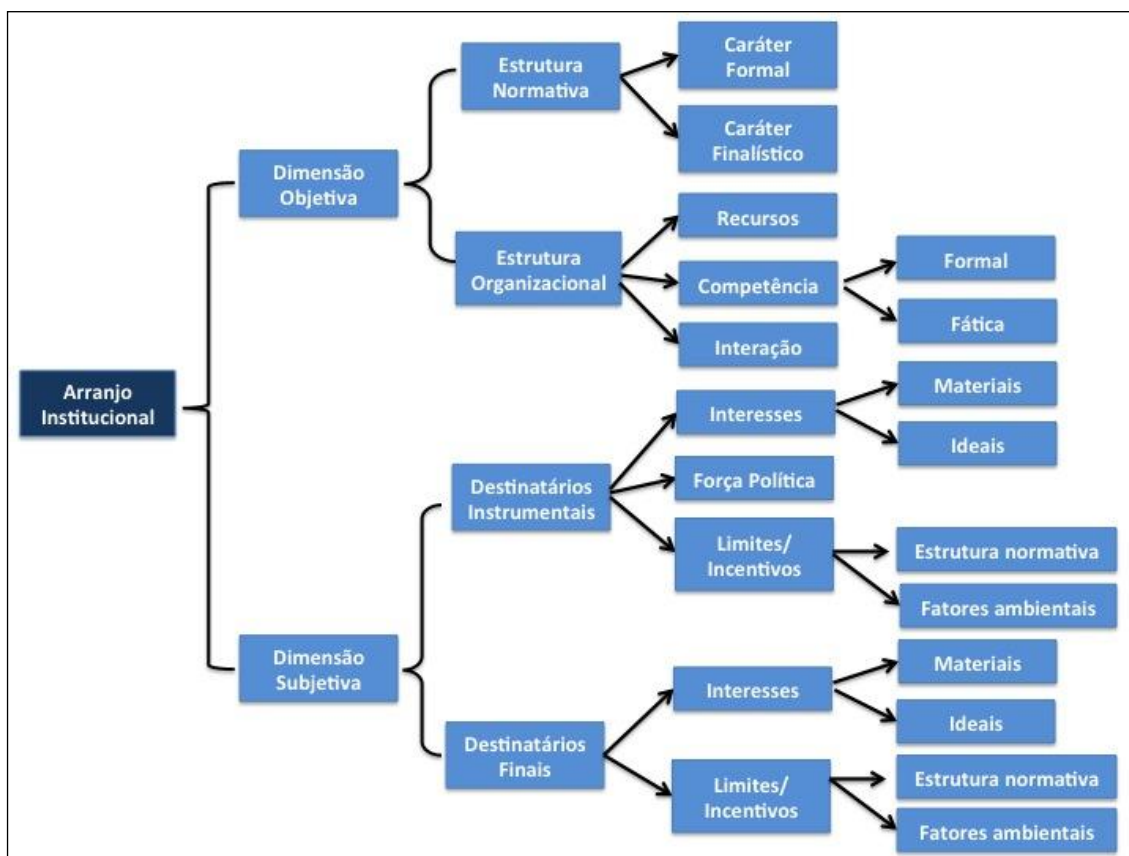 Caráter
Formal
Estrutura
Normativa
Caráter
Finalístico
Dimensão
Objetiva
Recursos
Estrutura
Organizacional
Formal
Competência
Fática
Interação
Arranjo
Institucional
Materiais
Interesses
Ideais
Destinatários
Instrumentais
Força Política
Limites/
Incentivos
Estrutura normativa
Fatores ambientais
Dimensão
Subjetiva
Materiais
Interesses
Ideais
Destinatários
Finais
Limites/
Incentivos
Estrutura normativa
Fatores ambientais